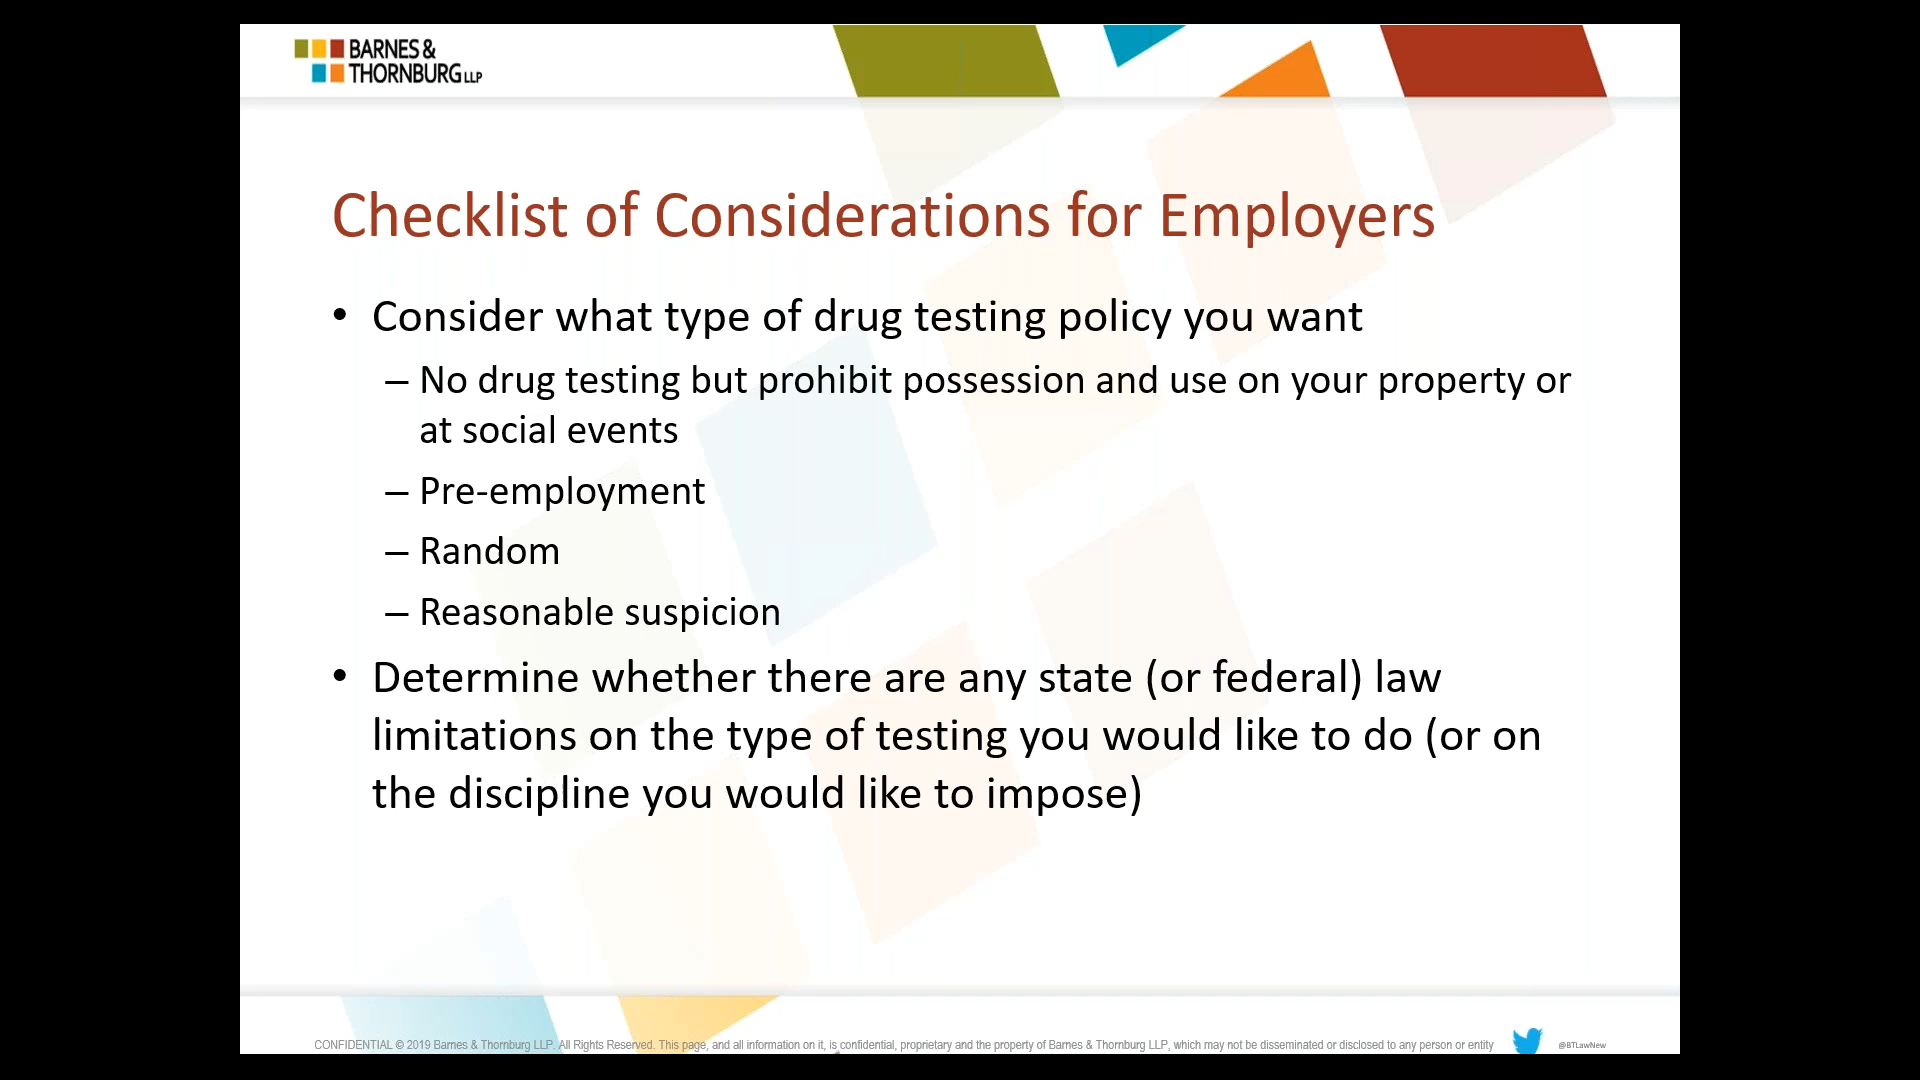 BARNES &
THORNBURG LLP
Checklist of Considerations for Employers
• Consider what type of drug testing policy you want
– No drug testing but prohibit possession and use on your property or
at social events
– Pre-employment
– Random
– Reasonable suspicion
• Determine whether there are any state (or federal) law
limitations on the type of testing you would like to do (or on
the discipline you would like to impose)
CONFIDENTIAL © 2019 Barnes & Thornburg LLP. All Rights Reserved. This page, and all information on it, is confidential, proprietary and the property of Barnes & Thornburg LLP, which may not be disseminated or disclosed to any person or entity
@BTLawNew